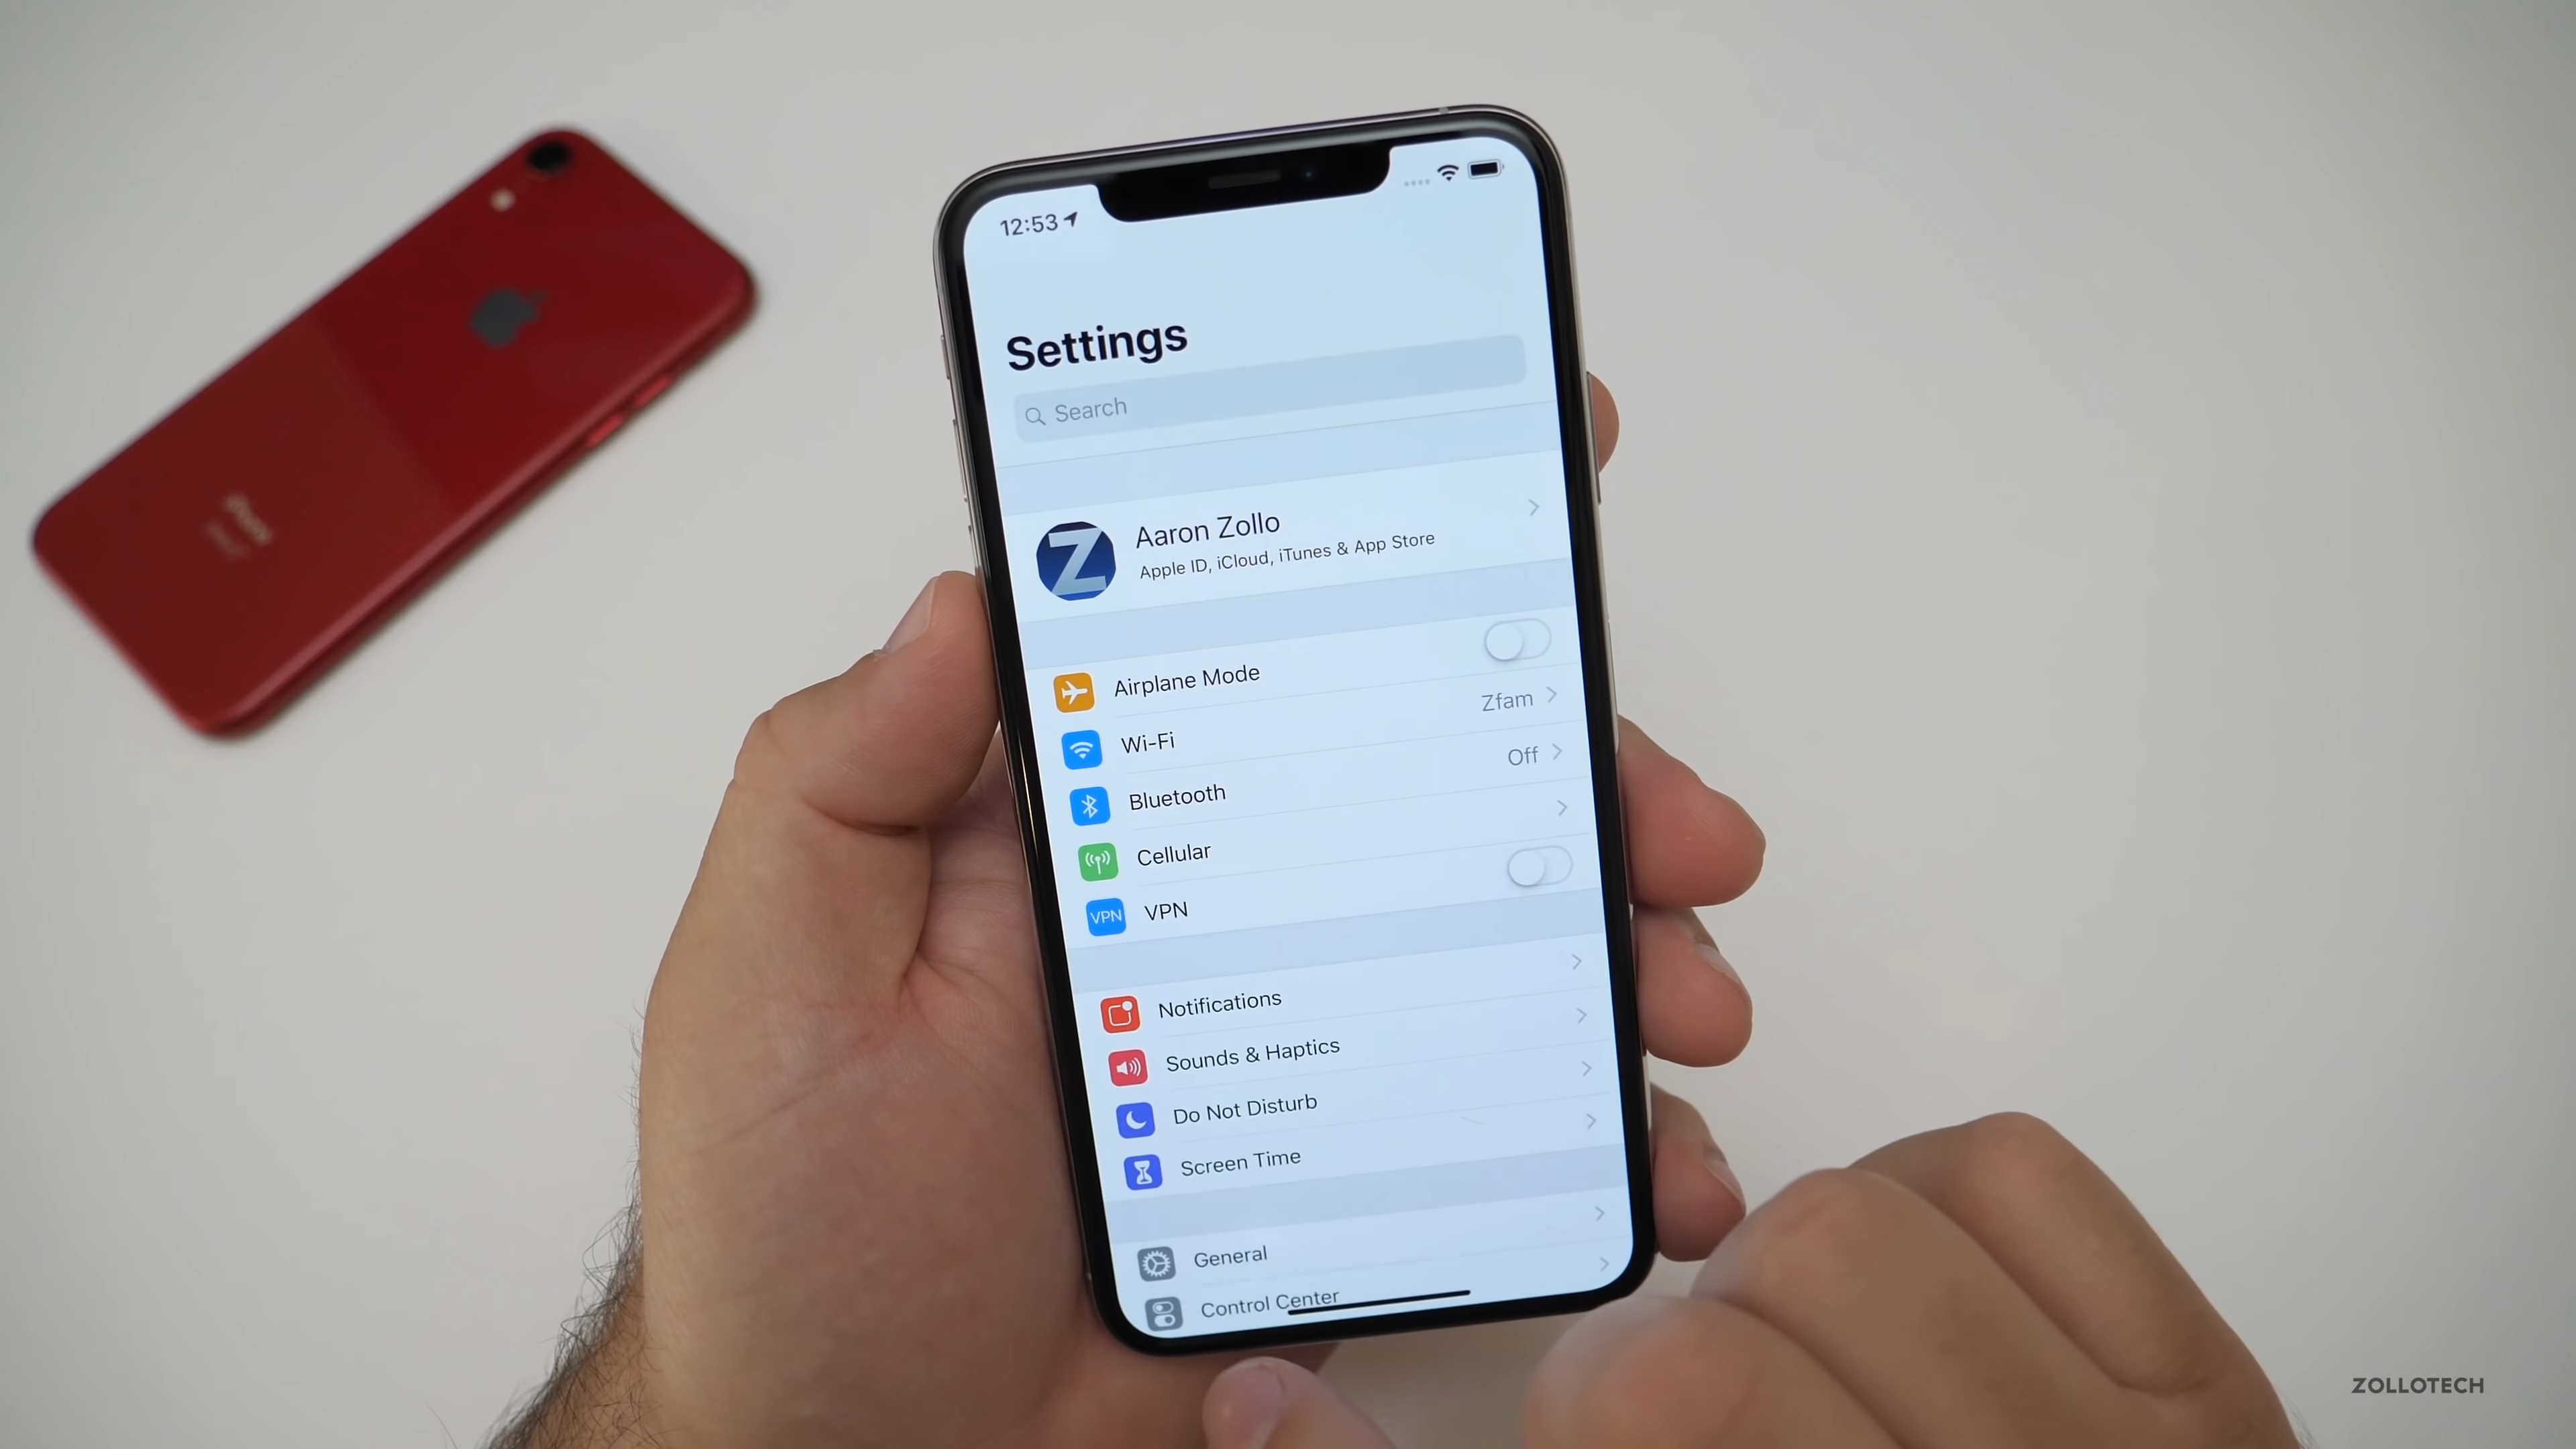 12:53
Settings
Search
Z
Aaron Zollo
Apple ID, iCloud, iTunes & App Store
Airplane Mode
Wi-Fi
Zfam
Bluetooth
Off
Cellular
VPN
VPN
Notifications
Sounds & Haptics
Do Not Disturb
Screen Time
General
Control Center
iPhone
ZOLLOTECH